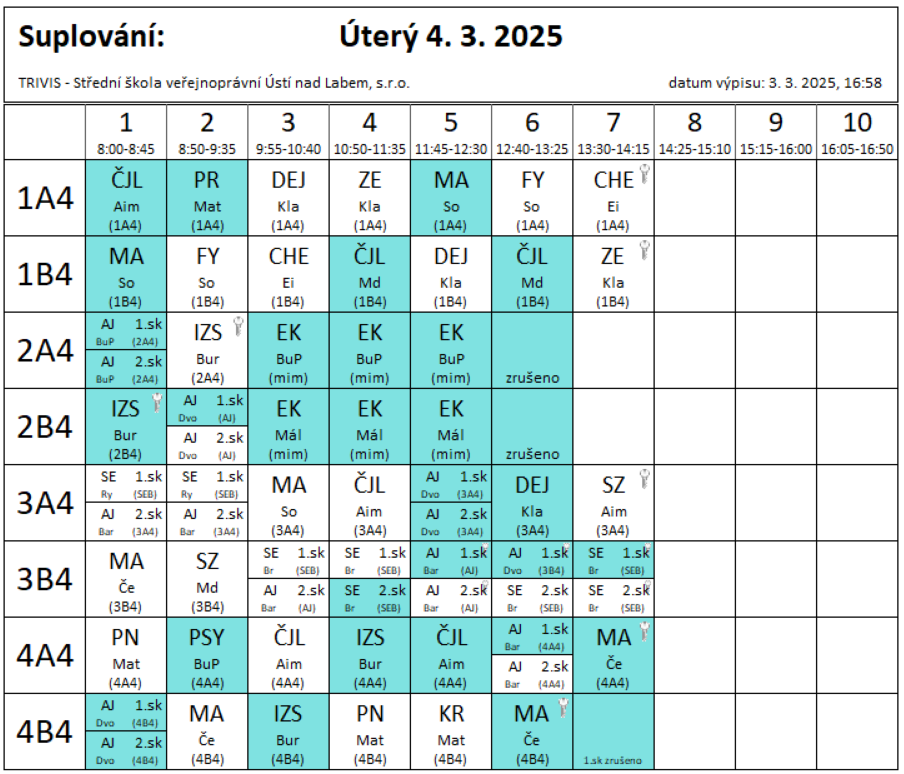 Suplování: Úterý 4. 3. 2025
TRIVIS - Střední škola veřejnoprávní Ústí nad Labem, s.r.o. datum výpisu: 3. 3. 2025, 16:58
1 2 3 4 5 6 7 8 9 10
8:00-8:45 8:50-9:35 9:55-10:40 10:50-11:35 11:45-12:30 12:40-13:25 13:30-14:15 14:25-15:10 15:15-16:00 16:05-16:50
1A4 ČJL PR DEJ ZE MA FY CHE
Aim Mat Kla Kla So So Ei
(1A4) (1A4) (1A4) (1A4) (1A4) (1A4) (1A4)
1B4 MA FY CHE ČJL DEJ ČJL ZE
So So Ei Md Kla Md Kla
(1B4) (1B4) (1B4) (1B4) (1B4) (1B4) (1B4)
2A4 AJ 1.sk IZS EK EK EK
BuP (2A4) Bur BuP BuP BuP
AJ 2.sk (2A4) (mim) (mim) (mim) zrušeno
BuP (2A4)
2B4 IZS AJ 1.sk EK EK EK
Bur Dvo (AJ) Mál Mál Mál
(2B4) AJ 2.sk (mim) (mim) (mim) zrušeno
Dvo (AJ)
3A4 SE 1.sk SE 1.sk MA ČJL AJ 1.sk DEJ SZ
Ry (SEB) Ry (SEB) So Aim Dvo (3A4) Kla Aim
AJ 2.sk AJ 2.sk (3A4) (3A4) AJ 2.sk (3A4) (3A4)
Bar (3A4) Bar (3A4) Dvo (3A4)
3B4 MA SZ SE 1.sk SE 1.sk AJ 1.sk AJ 1.sk SE 1.sk
Če Md Br (SEB) Br (SEB) Bar (AJ) Dvo (3B4) Br (SEB)
(3B4) (3B4) AJ 2.sk SE 2.sk AJ 2.sk SE 2.sk SE 2.sk
Bar (AJ) Br (SEB) Bar (AJ) Br (SEB) Br (SEB)
4A4 PN PSY ČJL IZS ČJL AJ 1.sk MA
Mat BuP Aim Bur Aim Bar (4A4) Če
(4A4) (4A4) (4A4) (4A4) (4A4) AJ 2.sk (4A4)
Bar (4A4)
4B4 AJ 1.sk MA IZS PN KR MA
Dvo (4B4) Če Bur Mat Mat Če
AJ 2.sk (4B4) (4B4) (4B4) (4B4) (4B4) 1.sk zrušeno
Dvo (4B4)